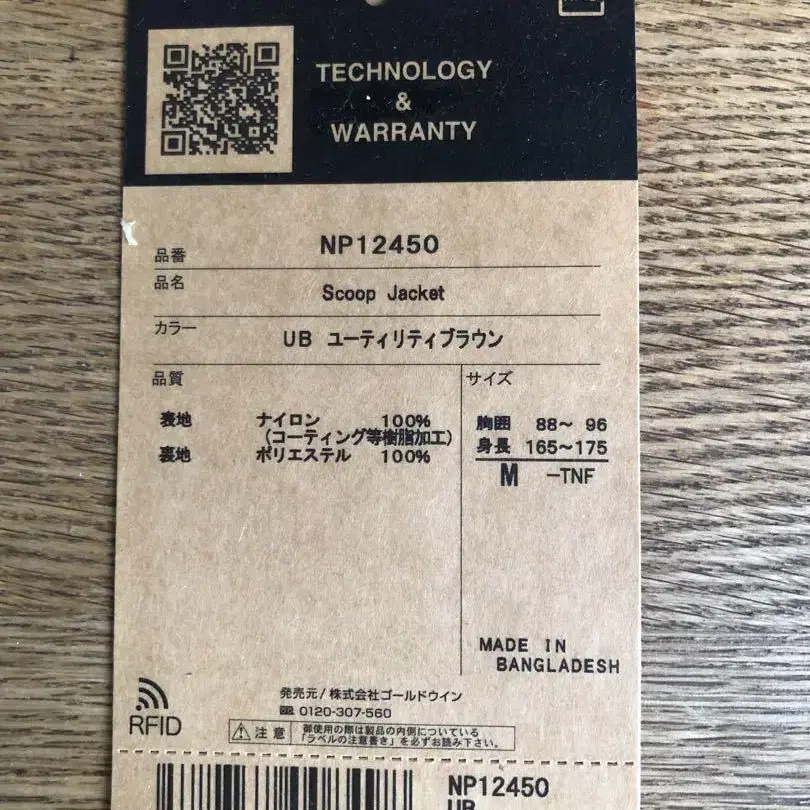 TECHNOLOGY
&
WARRANTY
品番 NP12450
品名 Scoop Jacket
カラー UB ユーティリティブラウン
品質
表地 ナイロン 100%
(コーティング等樹脂加工)
裏地 ポリエステル 100%
サイズ
胸囲 88~ 96
身長 165~175
M -TNF
MADE IN
BANGLADESH
RFID
発売元/株式会社ゴールドウイン
0120-307-560
注意 御使用の際は製品の内側についている
「ラベルの注意書き」を必ずお読み下さい。
NP12450
UB